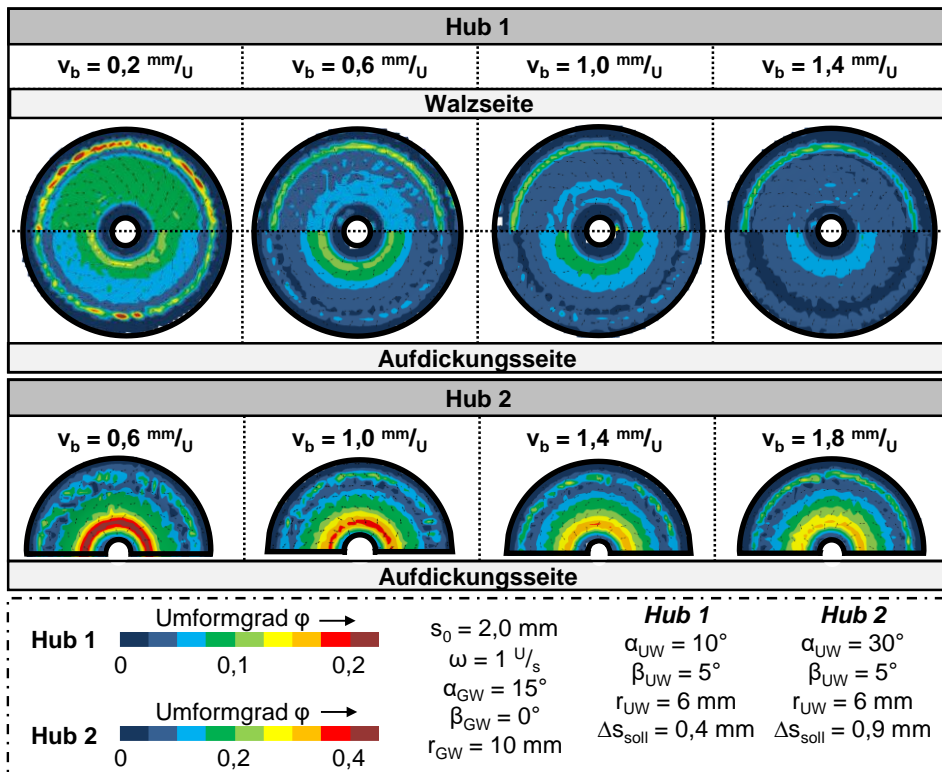 Hub 1
v_b = 0,2 mm/U v_b = 0,6 mm/U v_b = 1,0 mm/U v_b = 1,4 mm/U
Walzseite
Aufdickungsseite
Hub 2
v_b = 0,6 mm/U v_b = 1,0 mm/U v_b = 1,4 mm/U v_b = 1,8 mm/U
Aufdickungsseite
Hub 1
Umformgrad φ →
0 0,1 0,2
Hub 2
Umformgrad φ →
0 0,2 0,4
s₀ = 2,0 mm
ω = 1 U/s
α_GW = 15°
β_GW = 0°
r_GW = 10 mm
Hub 1
α_UW = 10°
β_UW = 5°
r_UW = 6 mm
Δs_soll = 0,4 mm
Hub 2
α_UW = 30°
β_UW = 5°
r_UW = 6 mm
Δs_soll = 0,9 mm